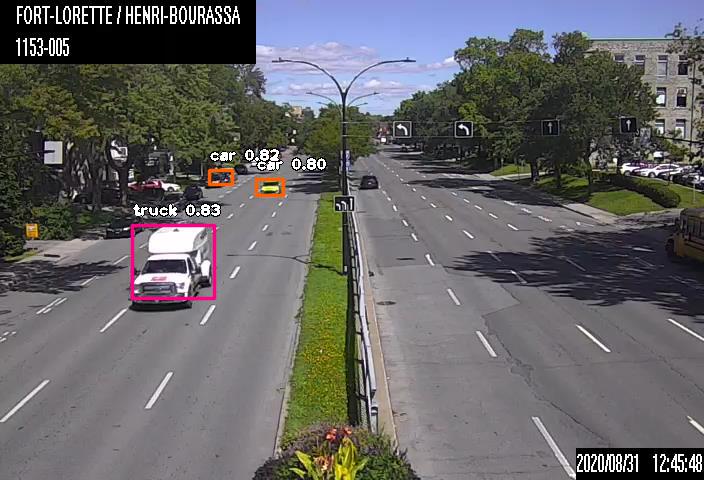 FORT-LORETTE / HENRI-BOURASSA
1153-005
car 0.82
car 0.80
truck 0.83
2020/08/31 12:45:48